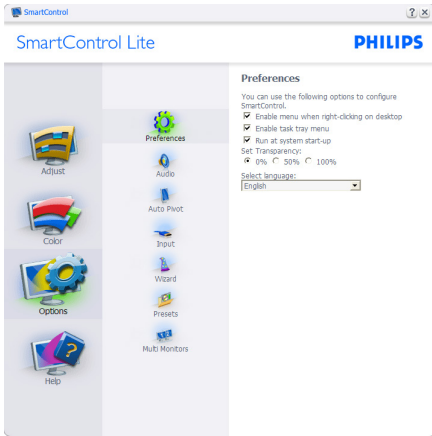 SmartControl
SmartControl Lite
PHILIPS
Adjust
Color
Options
Help
Preferences
Audio
Auto Pivot
Input
Wizard
Presets
Multi Monitors
Preferences
You can use the following options to configure
SmartControl.
Enable menu when right-clicking on desktop
Enable task tray menu
Run at system start-up
Set Transparency:
0% 50% 100%
Select language:
English